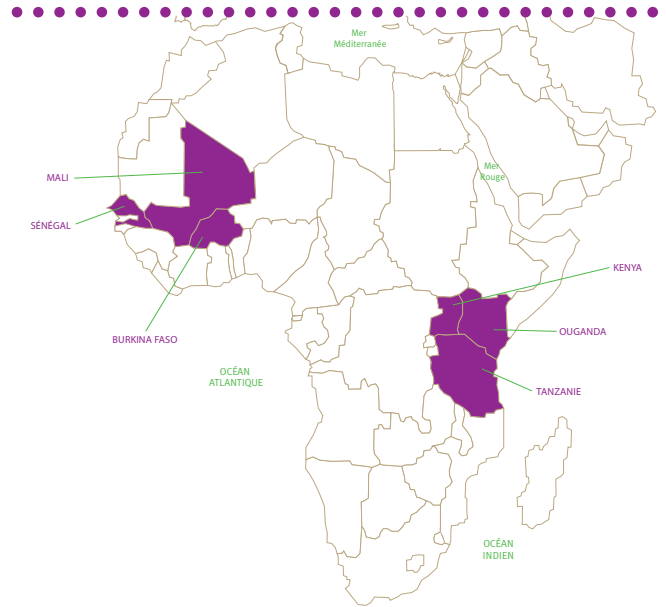 Mer
Méditerranée
Mer
Rouge
MALI
SÉNÉGAL
KENYA
BURKINA FASO
OUGANDA
OCÉAN
ATLANTIQUE
TANZANIE
OCÉAN
INDIEN